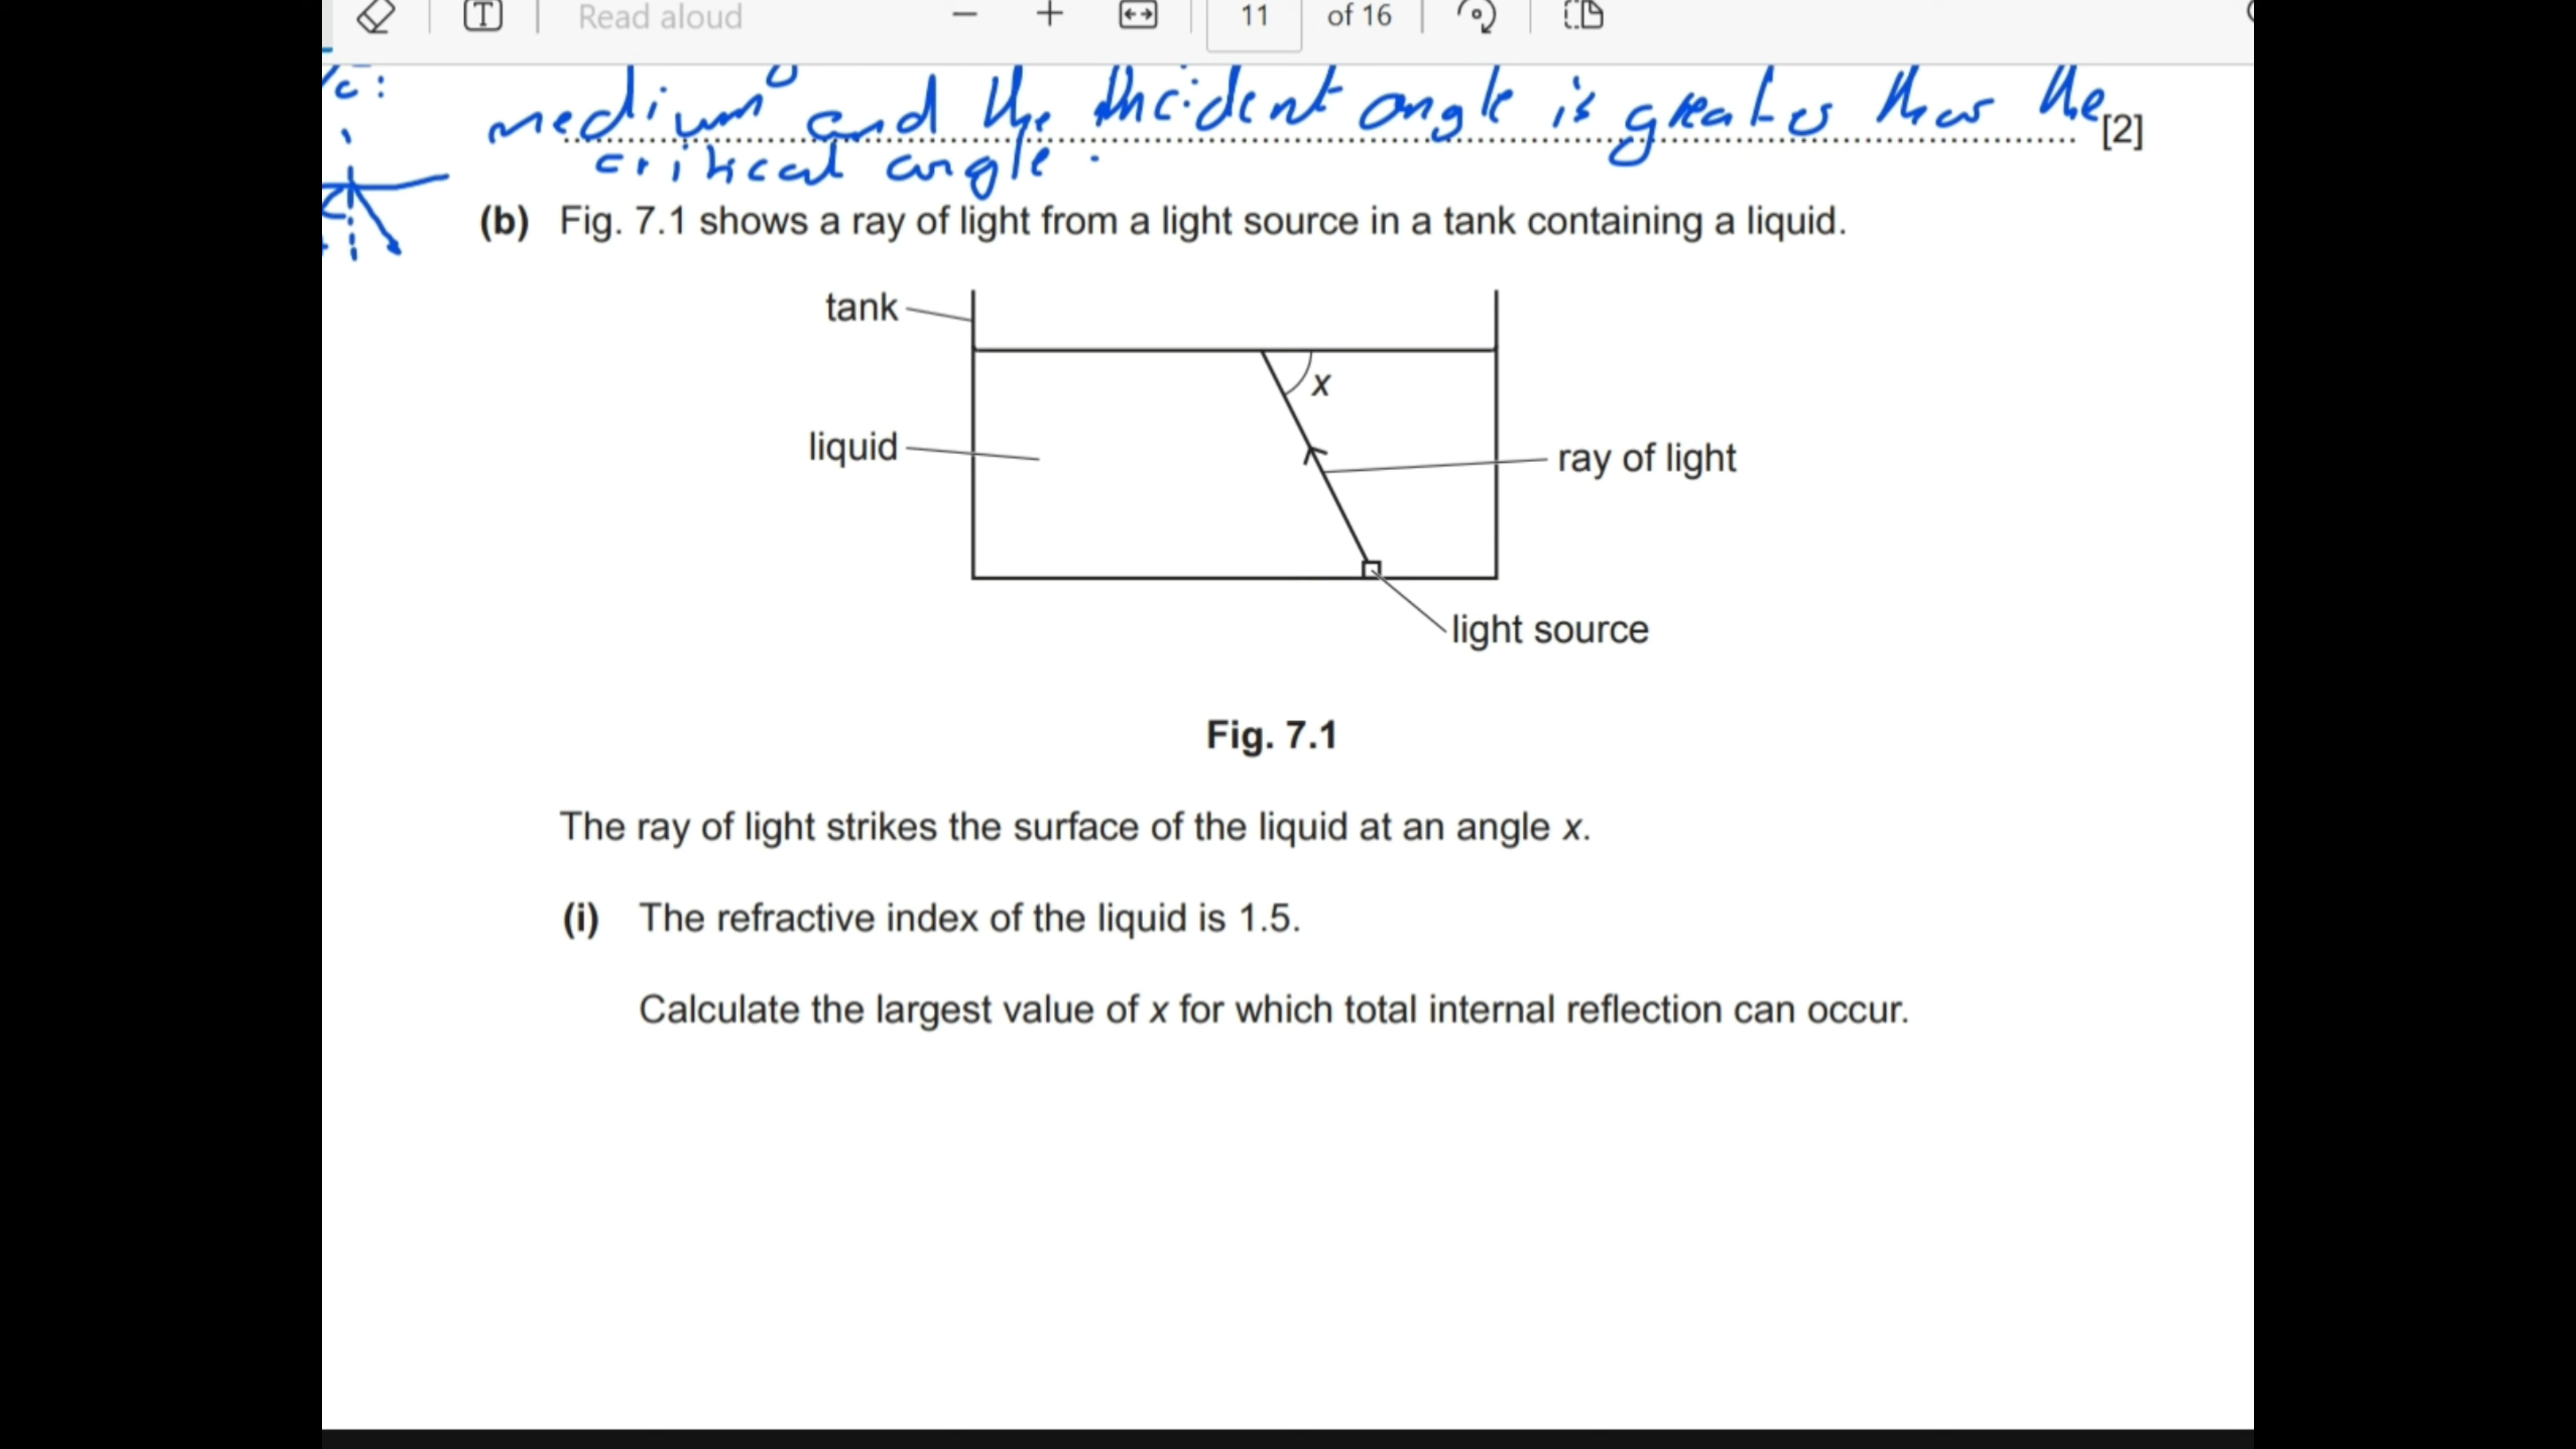 Read aloud
11 of 16
c:
medium and the incident angle is greater than the [2]
critical angle.
(b) Fig. 7.1 shows a ray of light from a light source in a tank containing a liquid.
tank
x
liquid
ray of light
light source
Fig. 7.1
The ray of light strikes the surface of the liquid at an angle x.
(i) The refractive index of the liquid is 1.5.
Calculate the largest value of x for which total internal reflection can occur.